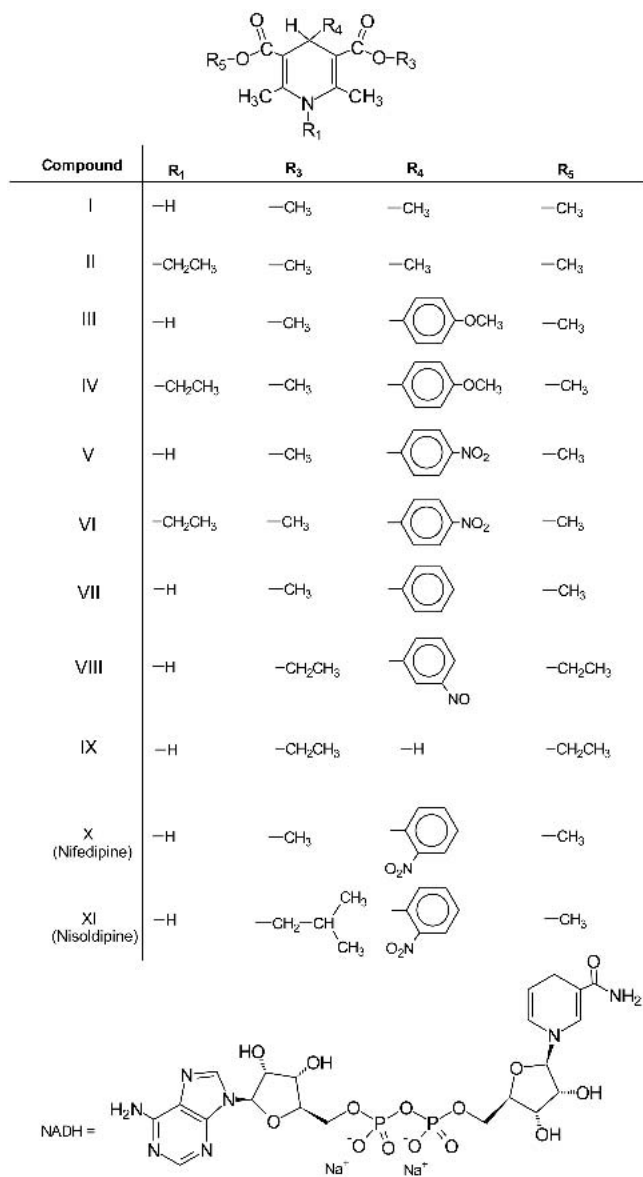 H R₄
O O
R₅-O-C C-O-R₃
H₃C N CH₃
R₁
Compound R₁ R₃ R₄ R₅
I –H –CH₃ –CH₃ –CH₃
II –CH₂CH₃ –CH₃ –CH₃ –CH₃
III –H –CH₃ –OCH₃ –CH₃
IV –CH₂CH₃ –CH₃ –OCH₃ –CH₃
V –H –CH₃ –NO₂ –CH₃
VI –CH₂CH₃ –CH₃ –NO₂ –CH₃
VII –H –CH₃ –CH₃
VIII –H –CH₂CH₃ –CH₂CH₃
NO
IX –H –CH₂CH₃ –H –CH₂CH₃
X –H –CH₃ –CH₃
(Nifedipine) O₂N
CH₃
XI –H –CH₂–CH –CH₃
(Nisoldipine) CH₃ O₂N
O
NH₂
N
HO OH
N N O
H₂N N O O O O OH
N N P P OH
⁻O O ⁻O O
NADH =
Na⁺ Na⁺